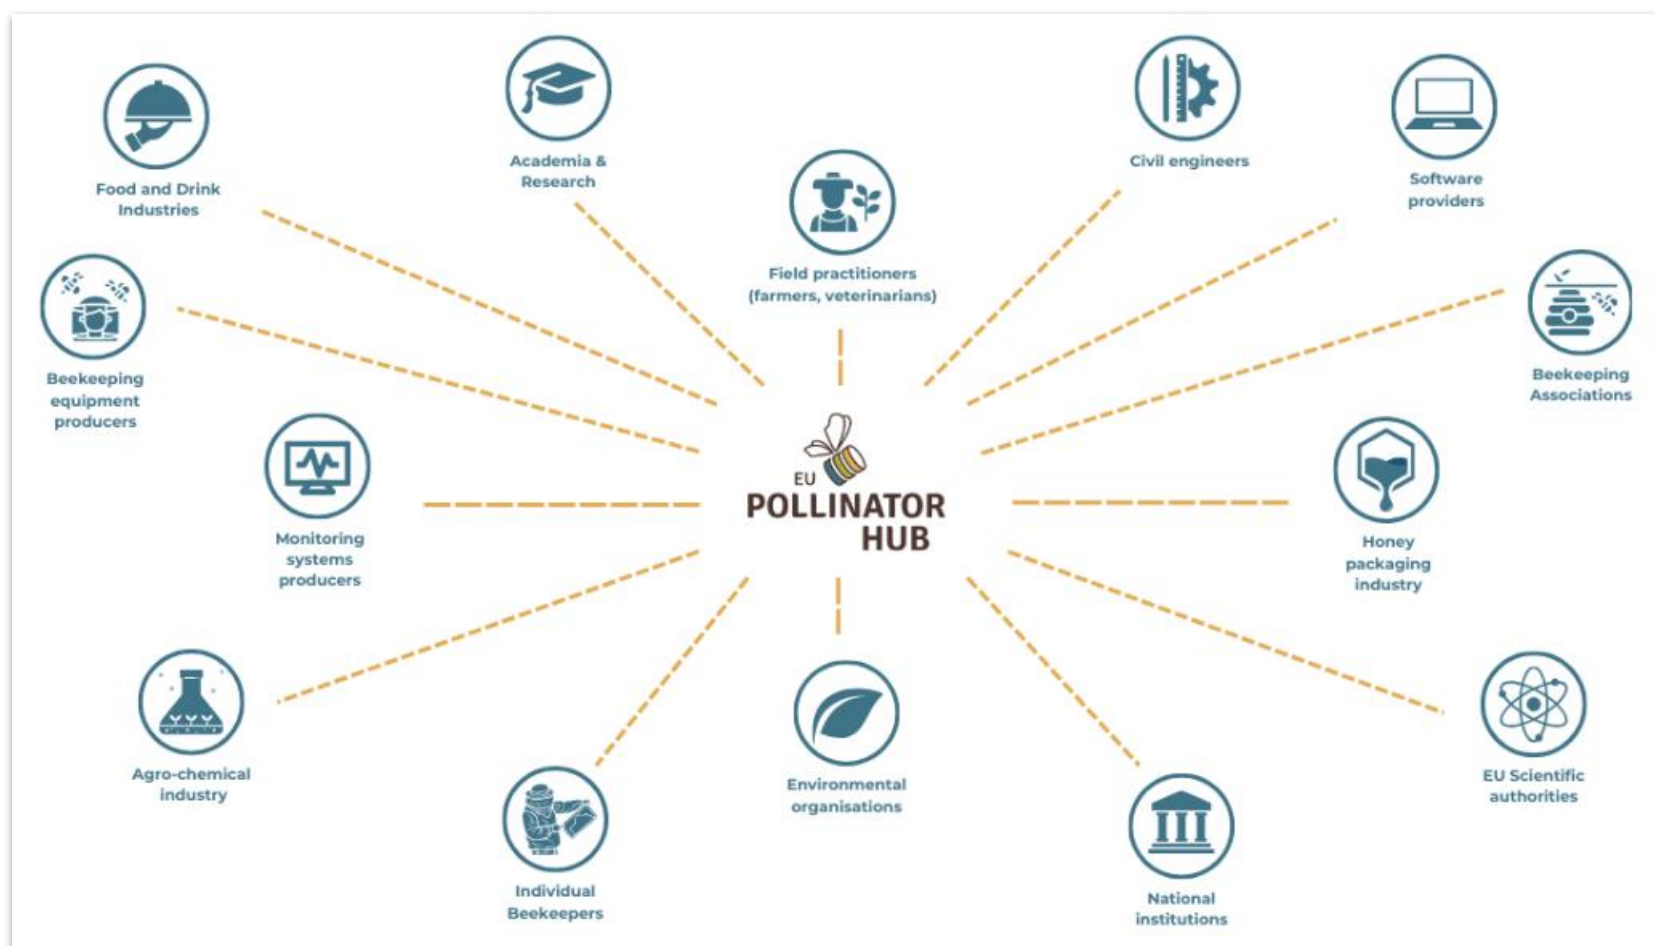 Food and Drink
Industries
Academia &
Research
Field practitioners
(farmers, veterinarians)
Civil engineers
Software
providers
Beekeeping
equipment
producers
Beekeeping
Associations
EU
POLLINATOR
HUB
Monitoring
systems
producers
Honey
packaging
industry
Agro-chemical
industry
Individual
Beekeepers
Environmental
organisations
National
institutions
EU Scientific
authorities